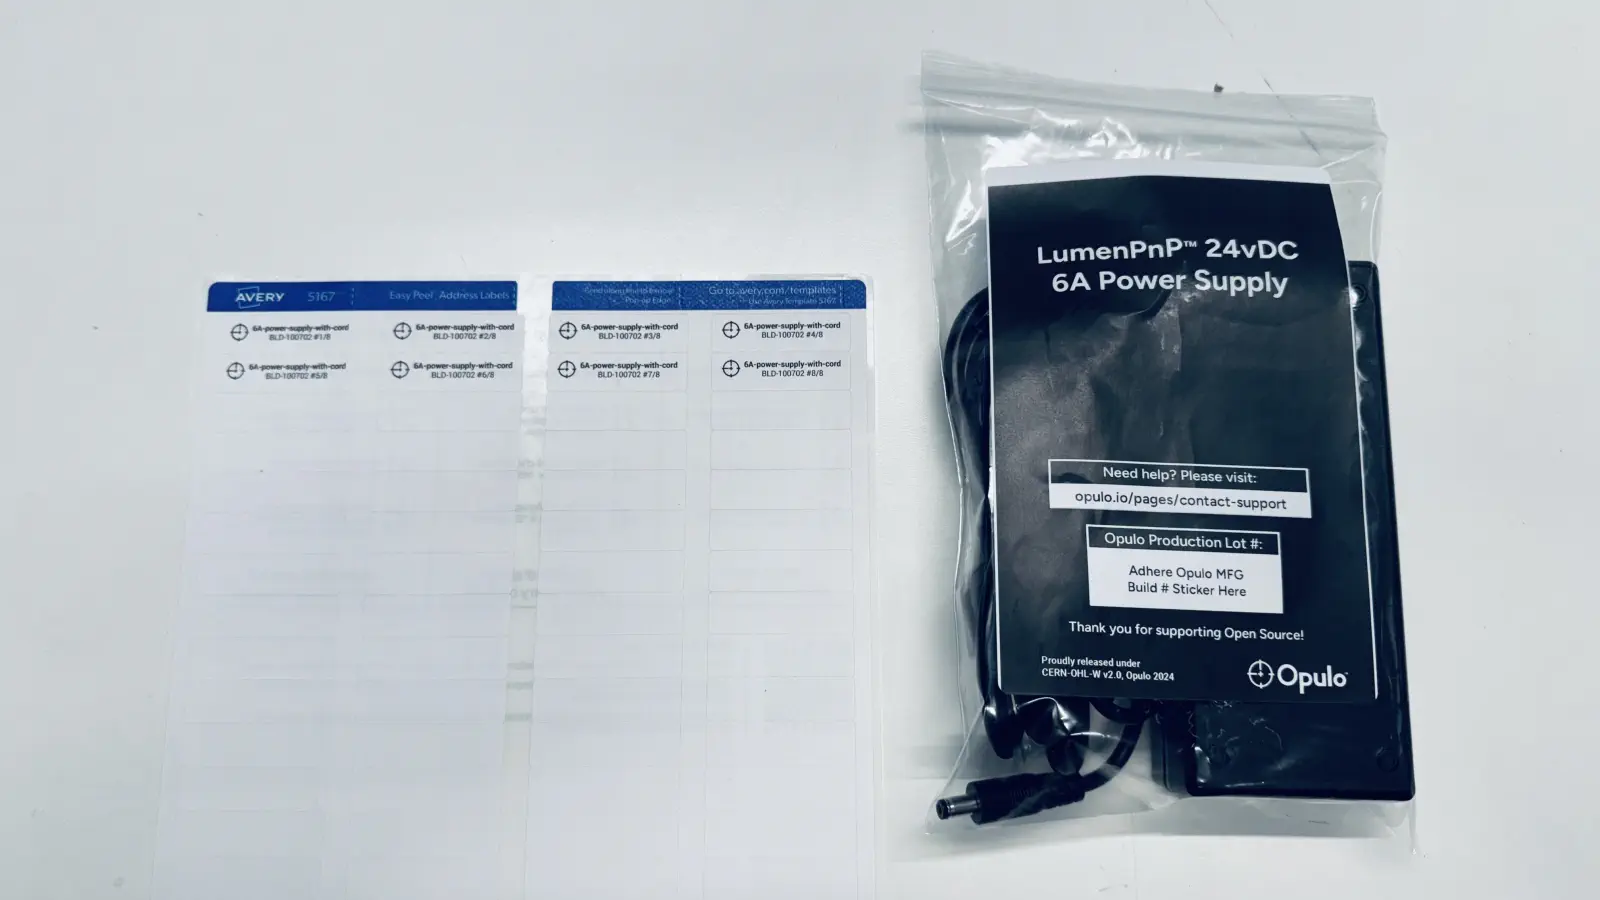 AVERY 5167 Easy Peel Address Labels
Go to avery.com/templates
Use Avery Template 5167
6A-power-supply-with-cord
BLD-100702 #1/8
6A-power-supply-with-cord
BLD-100702 #2/8
6A-power-supply-with-cord
BLD-100702 #3/8
6A-power-supply-with-cord
BLD-100702 #4/8
6A-power-supply-with-cord
BLD-100702 #5/8
6A-power-supply-with-cord
BLD-100702 #6/8
6A-power-supply-with-cord
BLD-100702 #7/8
6A-power-supply-with-cord
BLD-100702 #8/8
LumenPnP™ 24vDC
6A Power Supply
Need help? Please visit:
opulo.io/pages/contact-support
Opulo Production Lot #:
Adhere Opulo MFG
Build # Sticker Here
Thank you for supporting Open Source!
Proudly released under
CERN-OHL-W v2.0, Opulo 2024
Opulo